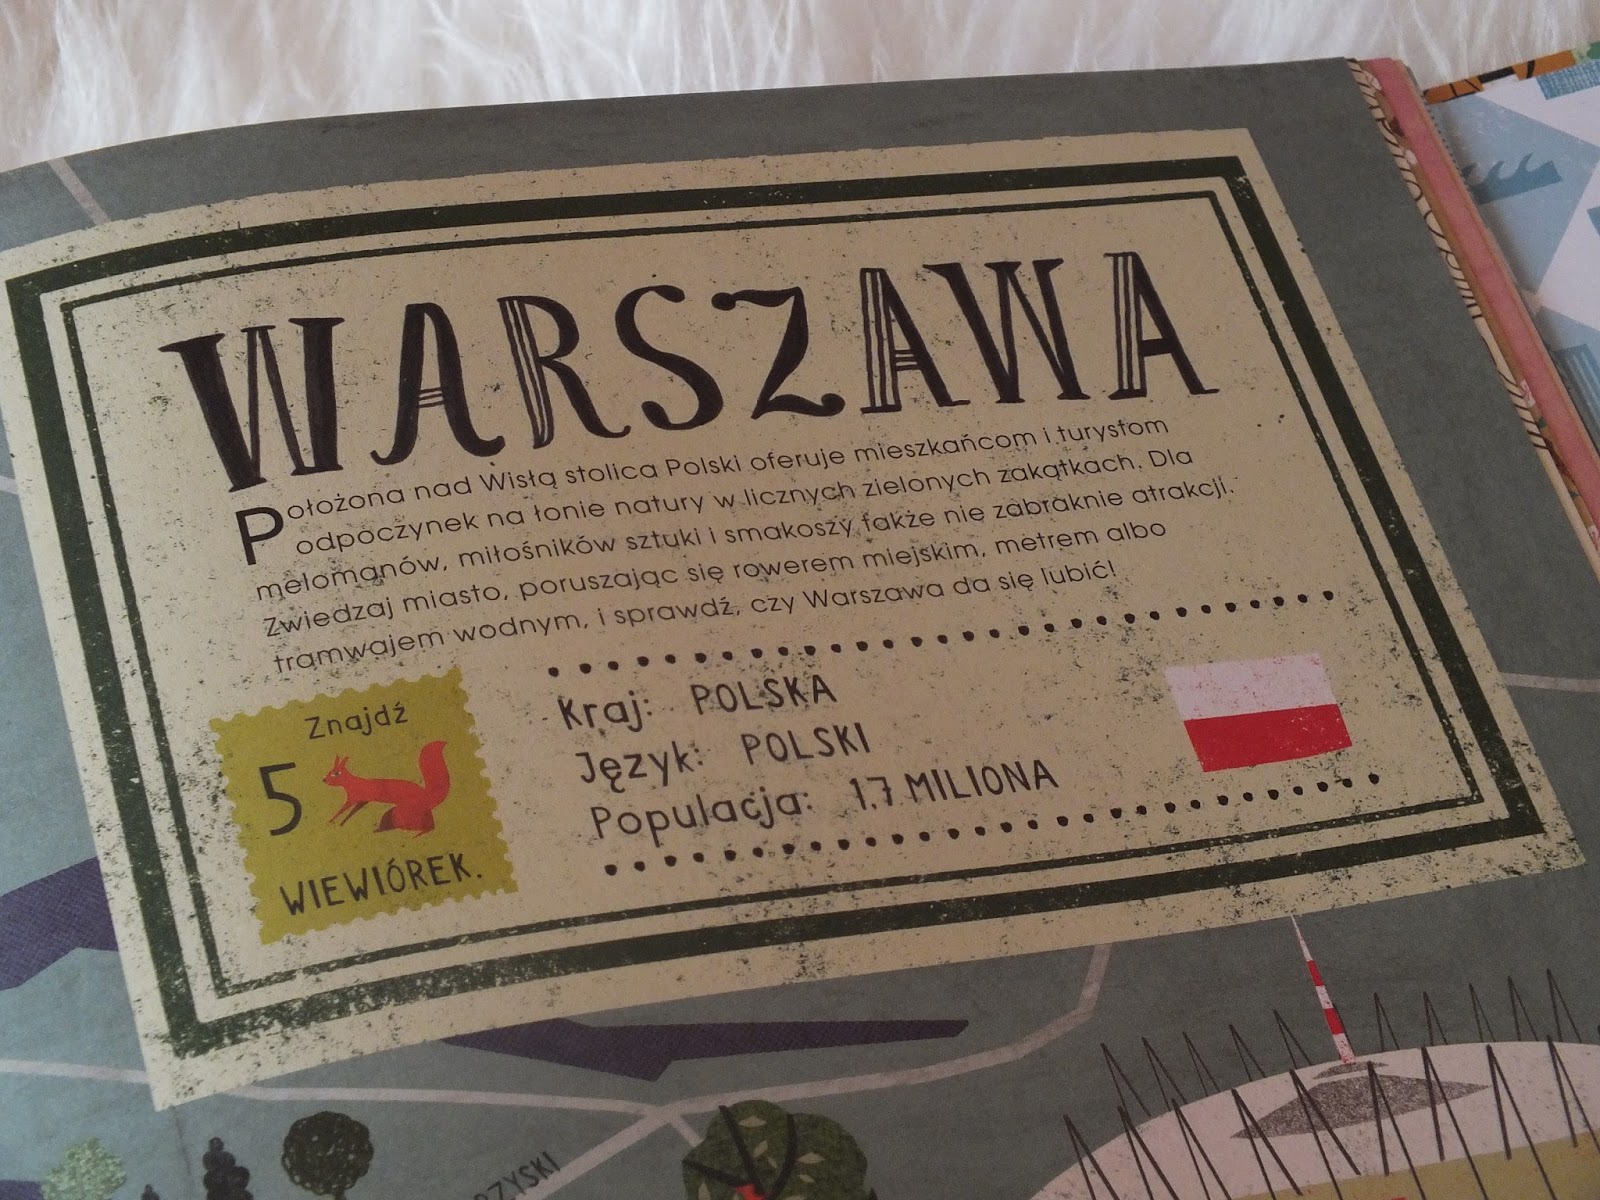 WARSZAWA
Położona nad Wisłą stolica Polski oferuje mieszkańcom i turystom
odpoczynek na łonie natury w licznych zielonych zakątkach. Dla
melomanów, miłośników sztuki i smakoszy także nie zabraknie atrakcji.
Zwiedzaj miasto, poruszając się rowerem miejskim, metrem albo
tramwajem wodnym, i sprawdź, czy Warszawa da się lubić!
Znajdź
5
WIEWIÓREK.
Kraj: POLSKA
Język: POLSKI
Populacja: 1.7 MILIONA